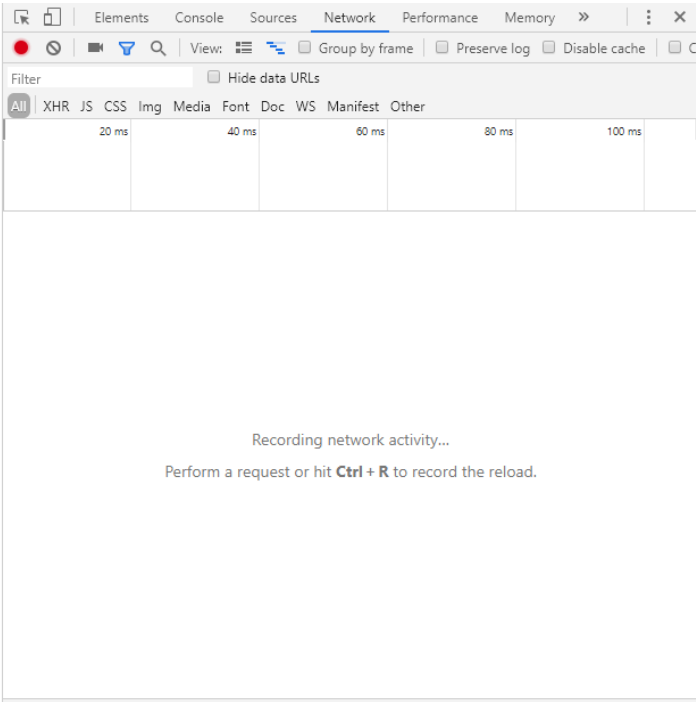 Elements Console Sources Network Performance Memory »
View: Group by frame Preserve log Disable cache
Filter Hide data URLs
All XHR JS CSS Img Media Font Doc WS Manifest Other
20 ms 40 ms 60 ms 80 ms 100 ms
Recording network activity...
Perform a request or hit Ctrl + R to record the reload.